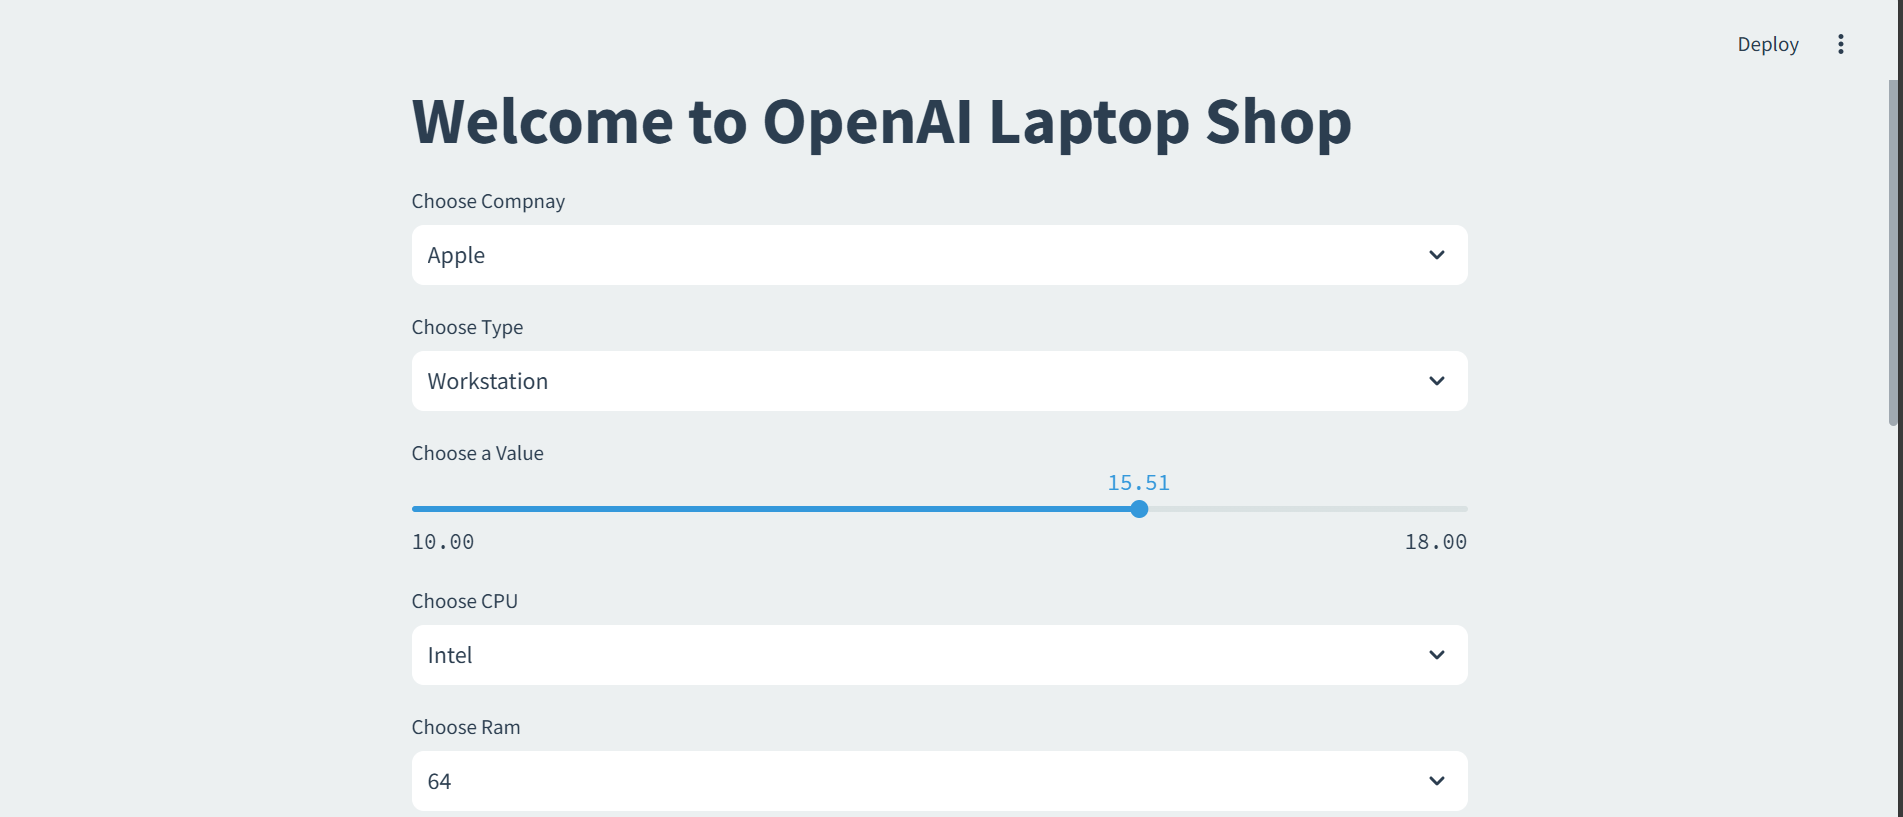 Deploy
Welcome to OpenAI Laptop Shop
Choose Compnay
Apple
Choose Type
Workstation
Choose a Value
15.51
10.00 18.00
Choose CPU
Intel
Choose Ram
64